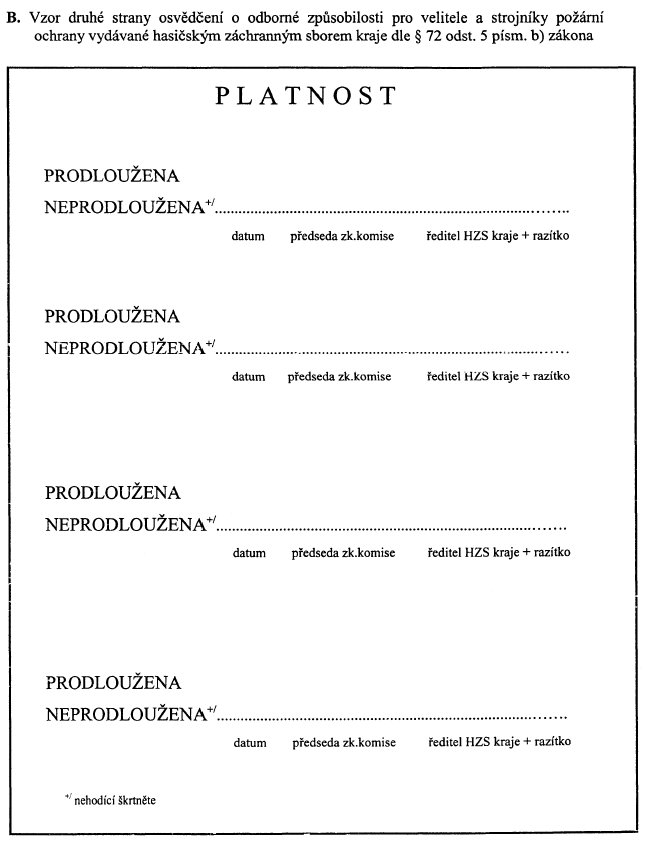 B. Vzor druhé strany osvědčení o odborné způsobilosti pro velitele a strojníky požární
ochrany vydávané hasičským záchranným sborem kraje dle § 72 odst. 5 písm. b) zákona
PLATNOST
PRODLOUŽENA
NEPRODLOUŽENA+/..............................................................................
datum předseda zk.komise ředitel HZS kraje + razítko
PRODLOUŽENA
NEPRODLOUŽENA+/..............................................................................
datum předseda zk.komise ředitel HZS kraje + razítko
PRODLOUŽENA
NEPRODLOUŽENA+/..............................................................................
datum předseda zk.komise ředitel HZS kraje + razítko
PRODLOUŽENA
NEPRODLOUŽENA+/..............................................................................
datum předseda zk.komise ředitel HZS kraje + razítko
+/ nehodící škrtněte